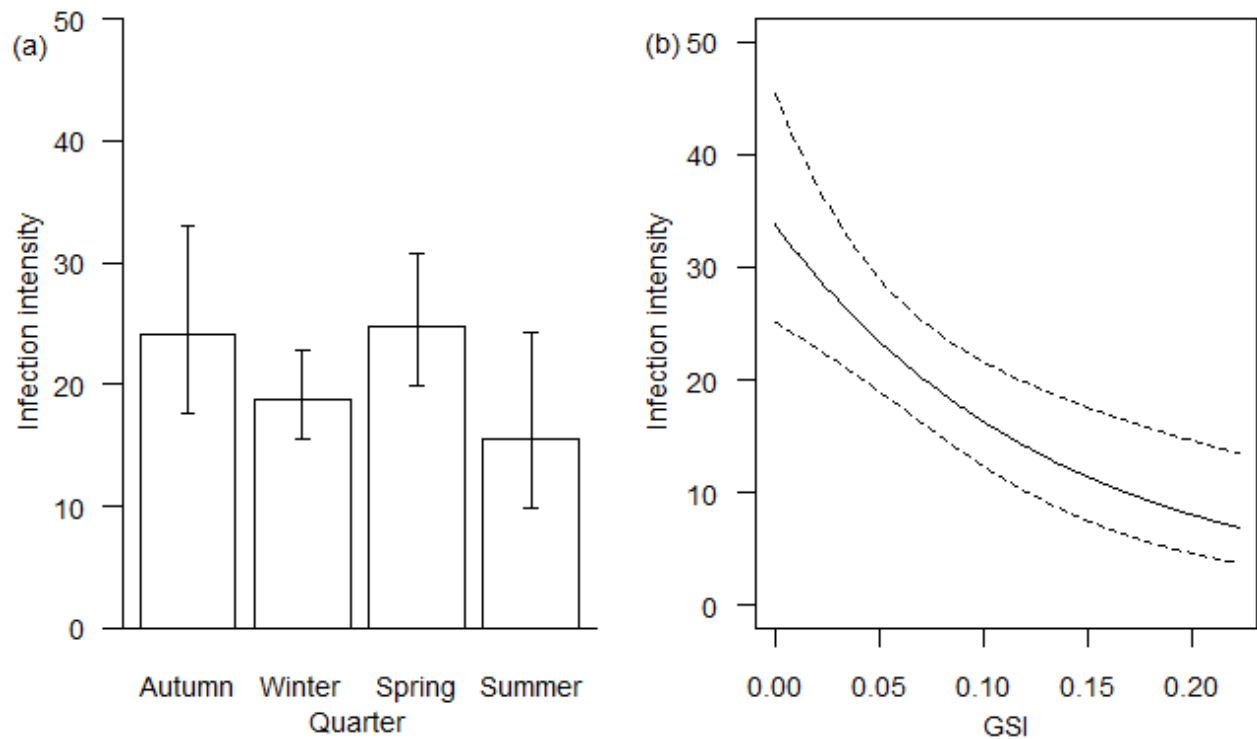 (a)
Infection intensity
50
40
30
20
10
0
Autumn Winter Spring Summer
Quarter
(b)
Infection intensity
50
40
30
20
10
0
0.00 0.05 0.10 0.15 0.20
GSI